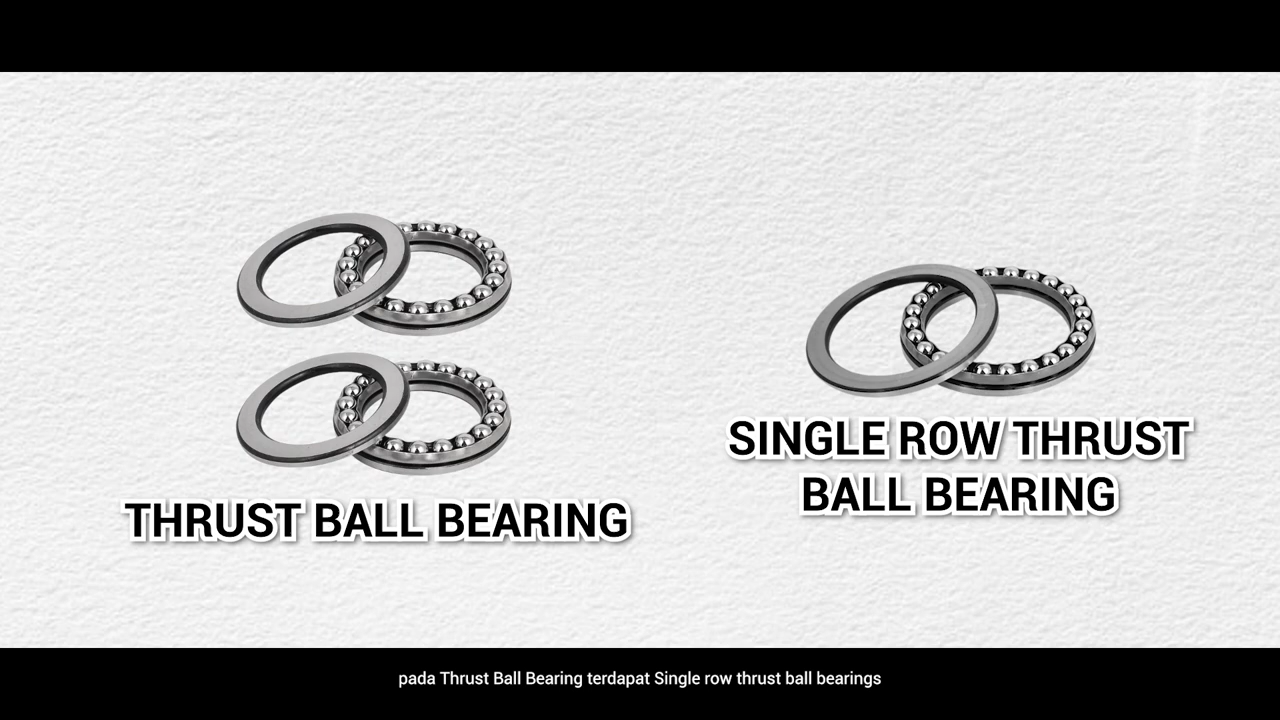 THRUST BALL BEARING
SINGLE ROW THRUST
BALL BEARING
pada Thrust Ball Bearing terdapat Single row thrust ball bearings